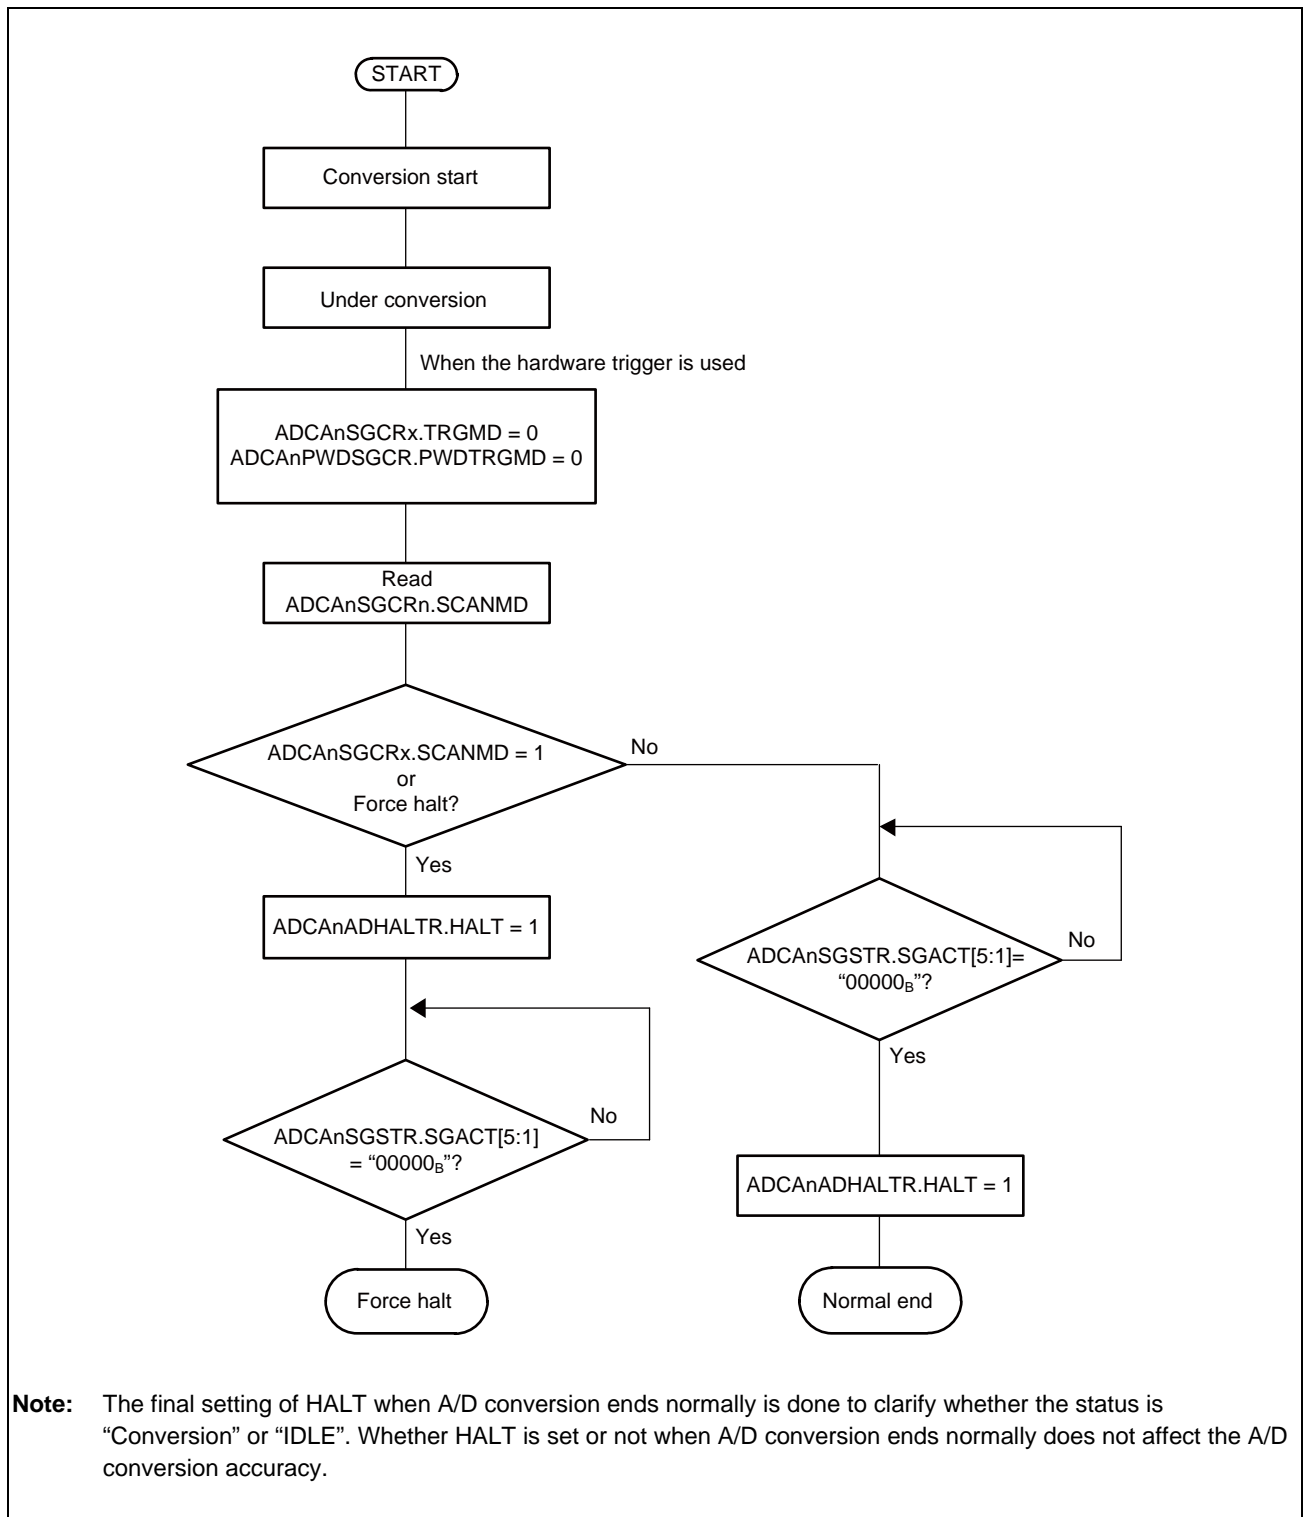 START
Conversion start
Under conversion
When the hardware trigger is used
ADCAnSGCRx.TRGMD = 0
ADCAnPWDSGCR.PWDTRGMD = 0
Read
ADCAnSGCRn.SCANMD
ADCAnSGCRx.SCANMD = 1
or
Force halt?
No
Yes
ADCAnADHALTR.HALT = 1
ADCAnSGSTR.SGACT[5:1]
= “00000B”?
No
Yes
Force halt
ADCAnSGSTR.SGACT[5:1]=
“00000B”?
No
Yes
ADCAnADHALTR.HALT = 1
Normal end
Note: The final setting of HALT when A/D conversion ends normally is done to clarify whether the status is
“Conversion” or “IDLE”. Whether HALT is set or not when A/D conversion ends normally does not affect the A/D
conversion accuracy.